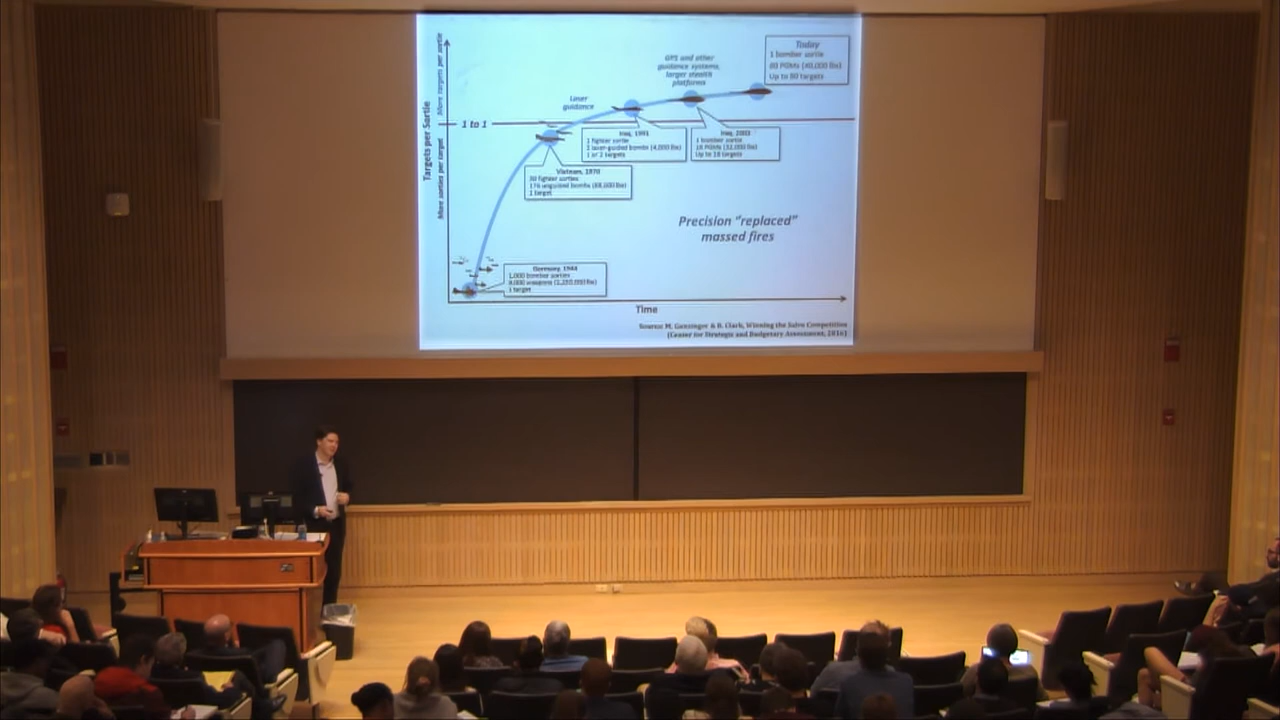 Targets per Sortie
More targets per sortie
More sorties per target
1 to 1
Laser
guidance
GPS and other
guidance systems,
larger stealth
platforms
Today
1 bomber sortie
80 PGMs (40,000 lbs)
Up to 80 targets
Iraq, 1991
1 fighter sortie
2 laser-guided bombs (4,000 lbs)
1 or 2 targets
Iraq, 2003
1 bomber sortie
16 PGMs (32,000 lbs)
Up to 16 targets
Vietnam, 1970
30 fighter sorties
176 unguided bombs (88,000 lbs)
1 target
Precision "replaced"
massed fires
Germany, 1944
1,000 bomber sorties
9,000 weapons (2,250,000 lbs)
1 target
Time
Source: M. Gunzinger & B. Clark, Winning the Salvo Competition
(Center for Strategic and Budgetary Assessments, 2016)